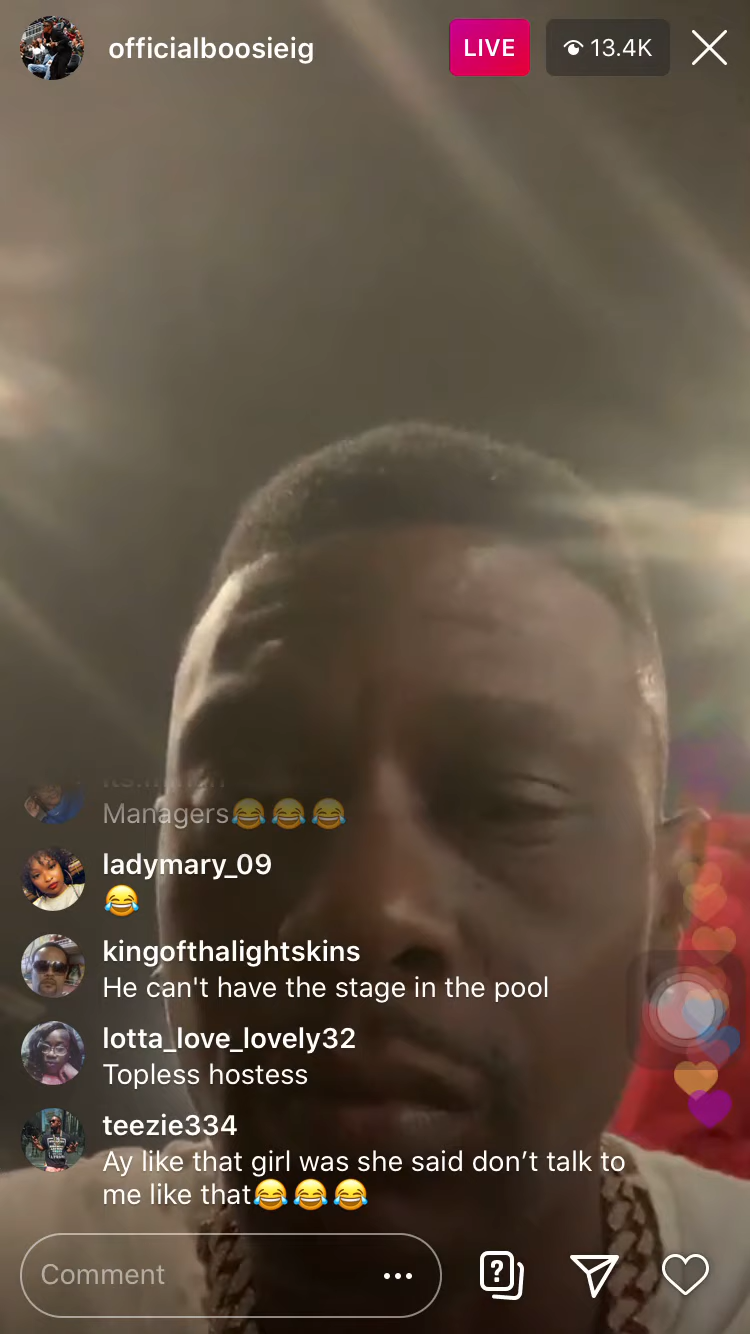 officialboosieig
LIVE
13.4K
Managers😂😂😂
ladymary_09
😂
kingofthalightskins
He can't have the stage in the pool
lotta_love_lovely32
Topless hostess
teezie334
Ay like that girl was she said don’t talk to
me like that😂😂😂
Comment